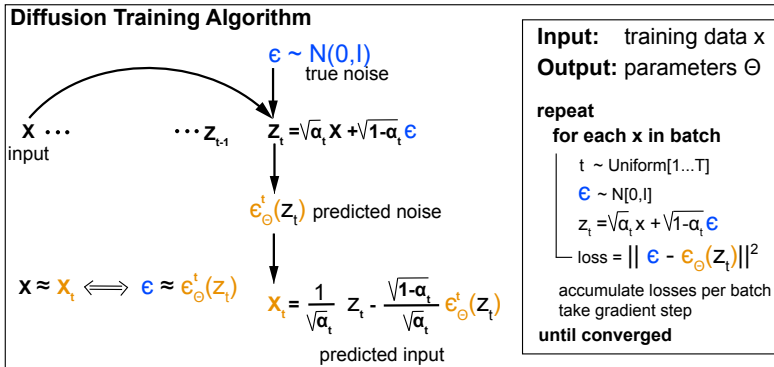 Diffusion Training Algorithm
ϵ ~ N(0,I)
true noise
X ••• ••• Z_{t-1} Z_t = √α_t X + √1-α_t ϵ
input
ϵ_Θ^t(z_t) predicted noise
X ≈ X_t ⟺ ϵ ≈ ϵ_Θ^t(z_t)
X_t = 1/√α_t z_t - √1-α_t/√α_t ϵ_Θ^t(z_t)
predicted input
Input: training data x
Output: parameters Θ
repeat
for each x in batch
t ~ Uniform[1...T]
ϵ ~ N[0,I]
z_t = √α_t x + √1-α_t ϵ
loss = || ϵ - ϵ_Θ(z_t)||²
accumulate losses per batch
take gradient step
until converged